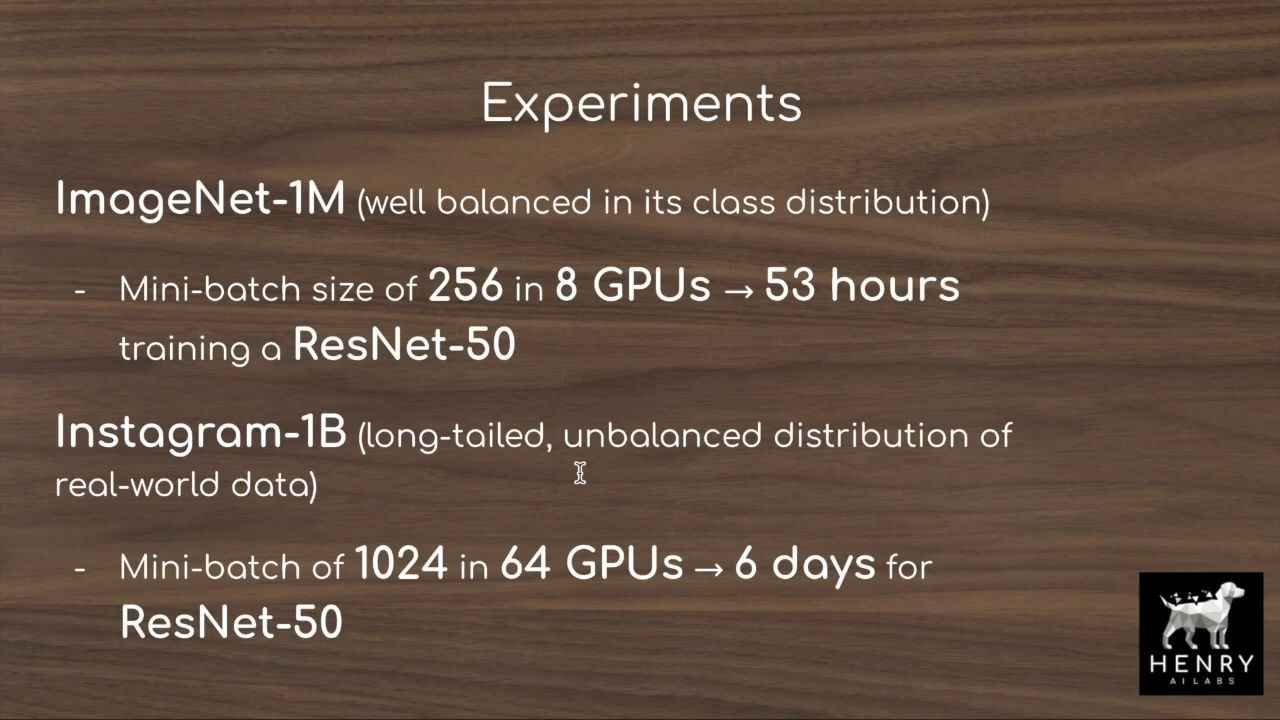 Experiments
ImageNet-1M (well balanced in its class distribution)
- Mini-batch size of 256 in 8 GPUs → 53 hours
training a ResNet-50
Instagram-1B (long-tailed, unbalanced distribution of
real-world data)
- Mini-batch of 1024 in 64 GPUs → 6 days for
ResNet-50
HENRY
AI LABS